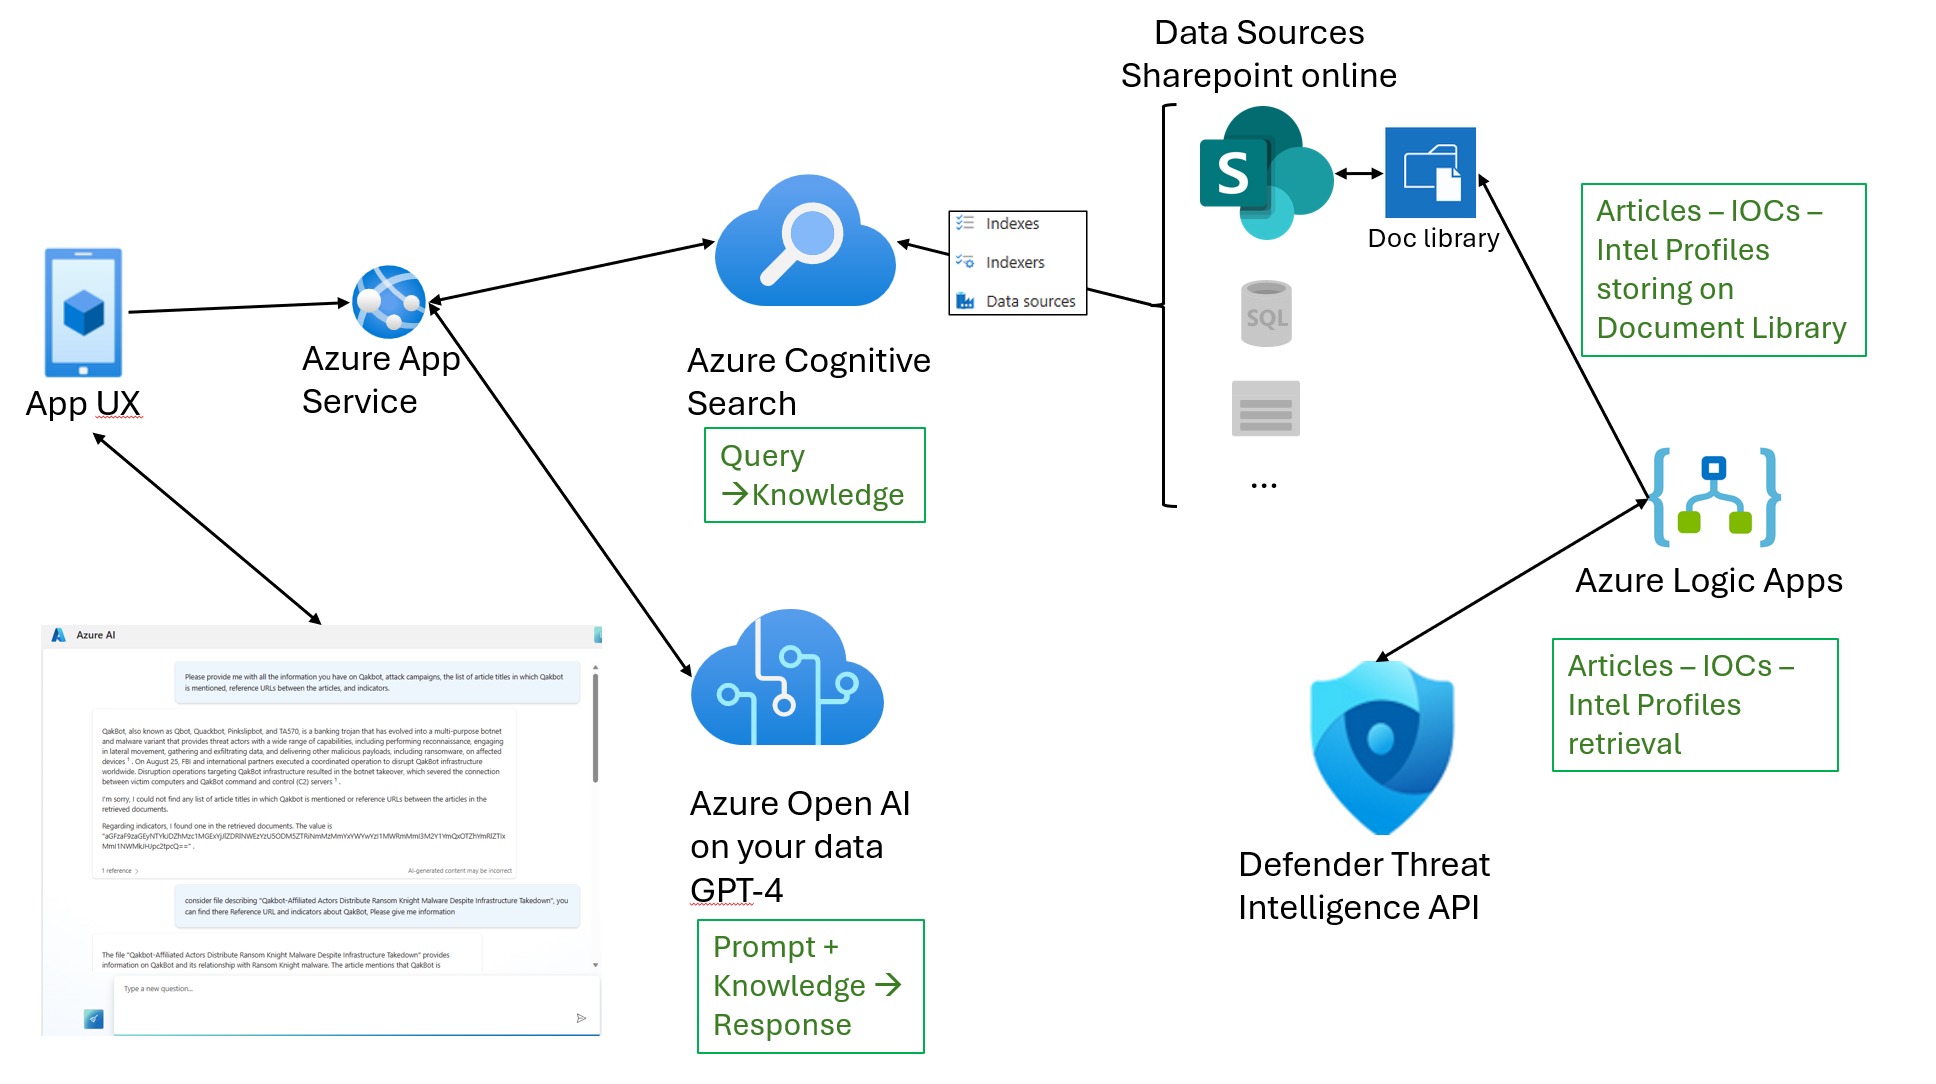 Data Sources
Sharepoint online
S
Doc library
Articles – IOCs –
Intel Profiles
storing on
Document Library
Indexes
Indexers
Data sources
SQL
...
App UX
Azure App
Service
Azure Cognitive
Search
Query
→Knowledge
Azure Logic Apps
Articles – IOCs –
Intel Profiles
retrieval
Azure Open AI
on your data
GPT-4
Prompt +
Knowledge →
Response
Defender Threat
Intelligence API
Azure AI
Please provide me with all the information you have on Qakbot, attack campaigns, the list of article titles in which Qakbot
is mentioned, reference URLs between the articles, and indicators.
QakBot, also known as Qbot, Quackbot, Pinkslipbot, and TA570, is a banking trojan that has evolved into a multi-purpose botnet
and malware variant that provides threat actors with a wide range of capabilities, including performing reconnaissance, engaging
in lateral movement, gathering and exfiltrating data, and delivering other malicious payloads, including ransomware, on affected
devices 1 . On August 25, FBI and international partners executed a coordinated operation to disrupt QakBot infrastructure
worldwide. Disruption operations targeting QakBot infrastructure resulted in the botnet takeover, which severed the connection
between victim computers and QakBot command and control (C2) servers 1 .
I'm sorry, I could not find any list of article titles in which Qakbot is mentioned or reference URLs between the articles in the
retrieved documents.
Regarding indicators, I found one in the retrieved documents. The value is
1 reference
AI-generated content may be incorrect
consider file describing "Qakbot-Affiliated Actors Distribute Ransom Knight Malware Despite Infrastructure Takedown", you
can find there Reference URL and indicators about QakBot, Please give me information
The file "Qakbot-Affiliated Actors Distribute Ransom Knight Malware Despite Infrastructure Takedown" provides
information on QakBot and its relationship with Ransom Knight malware. The article mentions that QakBot is
Type a new question...